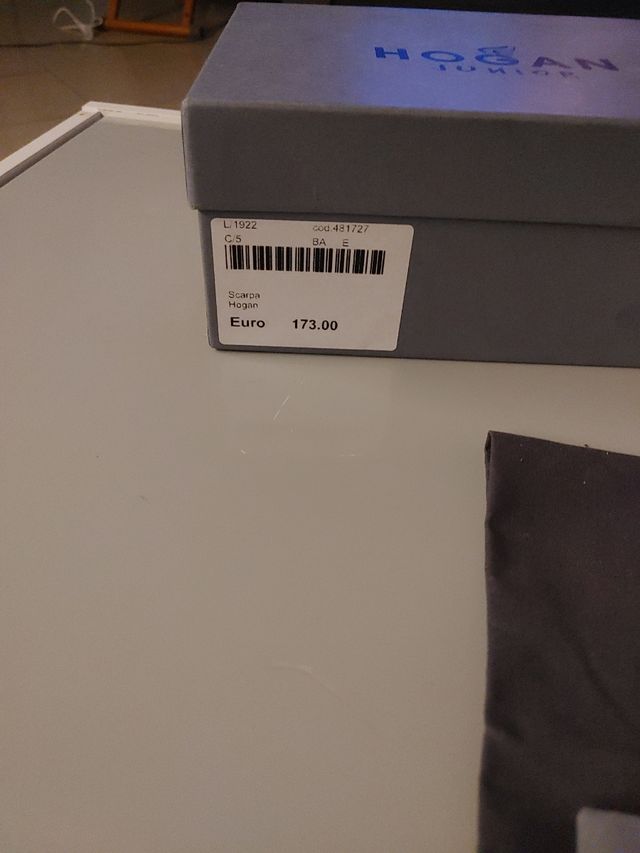 HOGAN
JUNIOR
L/1922 cod.481727
C/5 BA E
Scarpa
Hogan
Euro 173.00